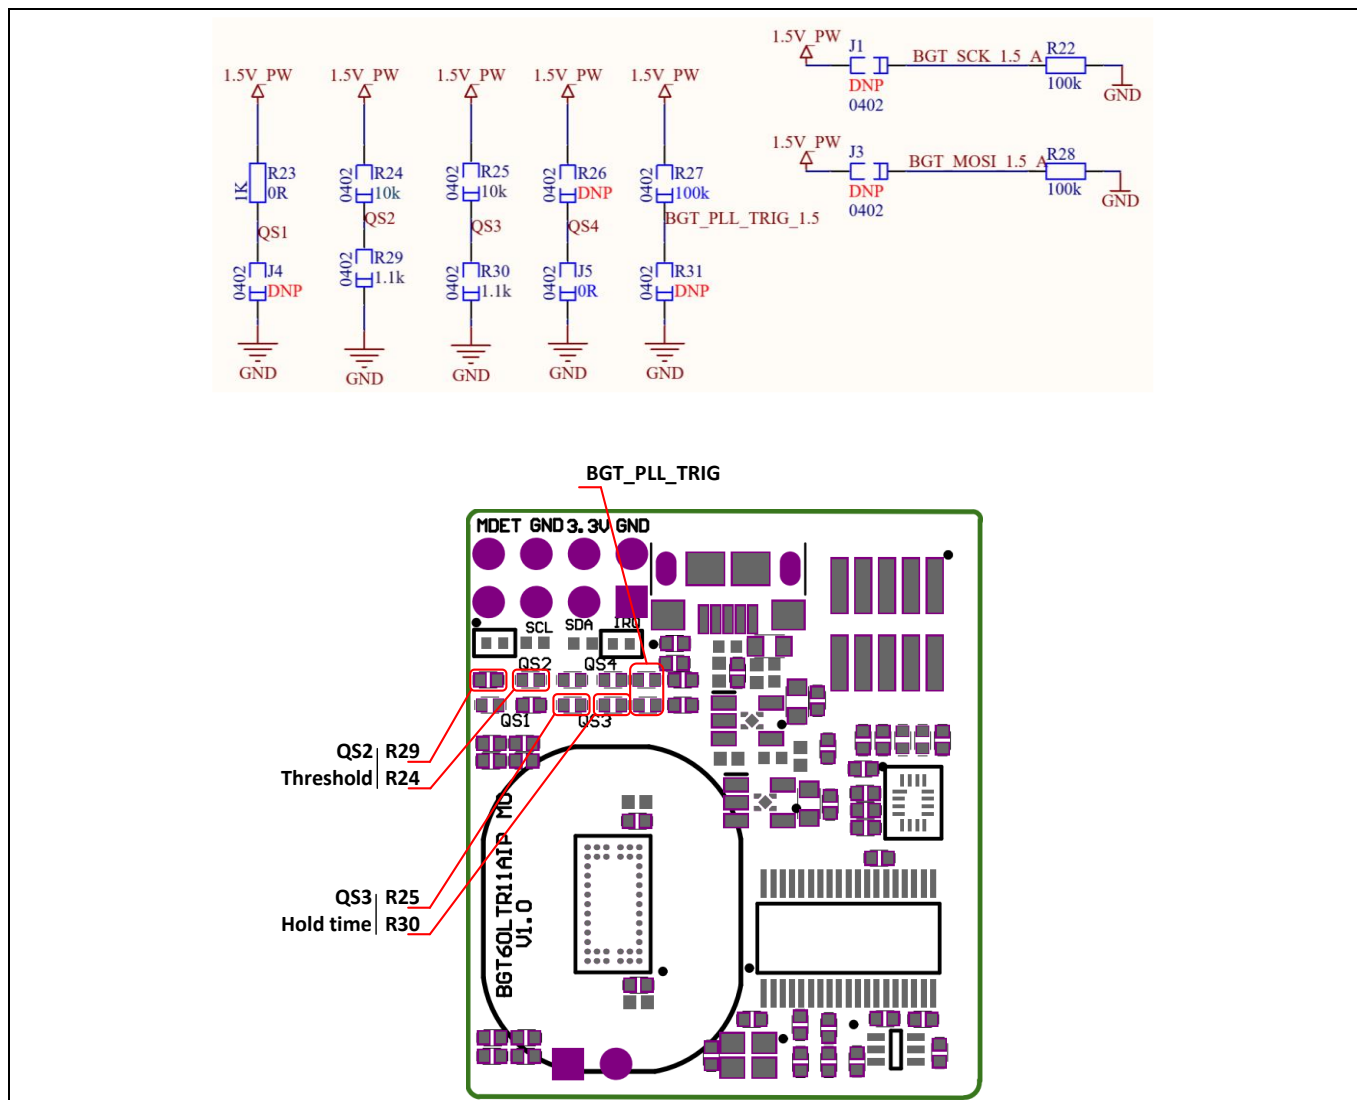 1.5V_PW
J1
BGT_SCK_1.5_A
R22
DNP
0402
100k
GND
1.5V_PW
J3
BGT_MOSI_1.5_A
R28
DNP
0402
100k
GND
1.5V_PW 1.5V_PW 1.5V_PW 1.5V_PW 1.5V_PW
1K R23 0R
0402 R24 10k
0402 R25 10k
0402 R26 DNP
0402 R27 100k
QS1 QS2 QS3 QS4 BGT_PLL_TRIG_1.5
0402 J4 DNP
0402 R29 1.1k
0402 R30 1.1k
0402 J5 0R
0402 R31 DNP
GND GND GND GND GND
BGT_PLL_TRIG
MDET GND 3.3V GND
SCL SDA IRQ
QS2 QS4
QS1 QS3
QS2 R29
Threshold R24
QS3 R25
Hold time R30
BGT60LTR11AIP M0
V1.0